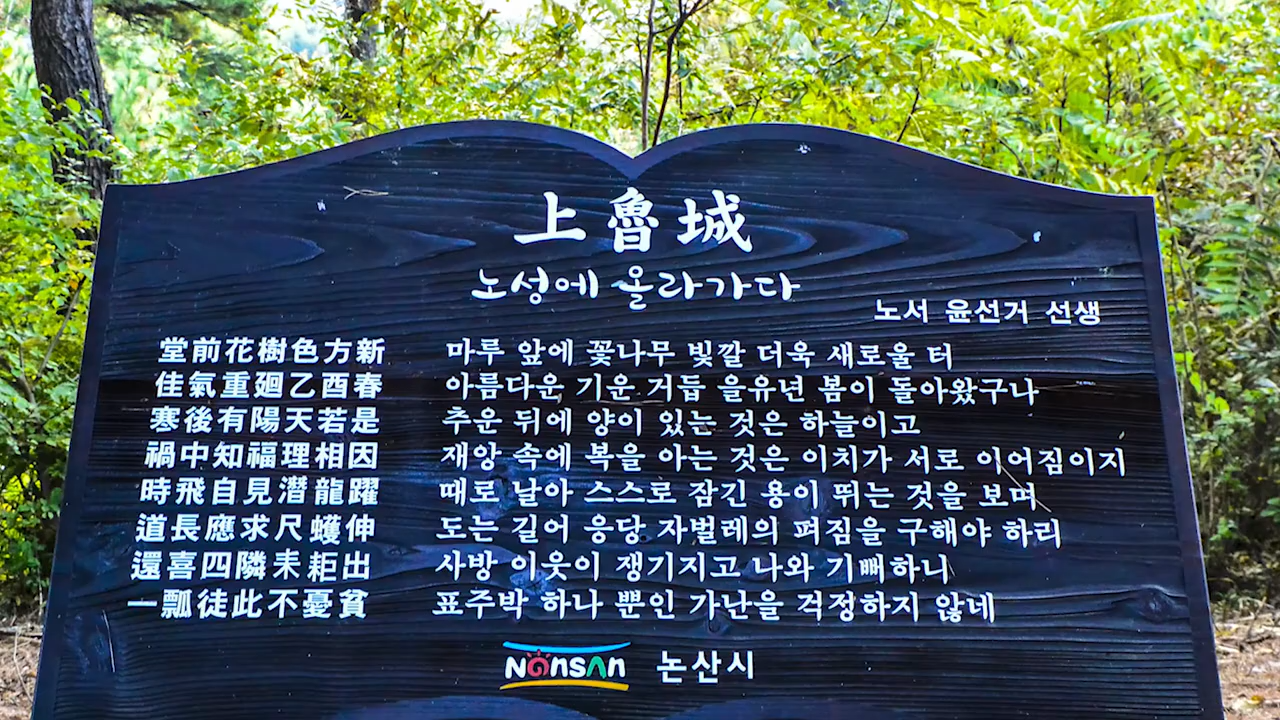 上魯城
노성에 올라가다
노서 윤선거 선생
堂前花樹色方新 마루 앞에 꽃나무 빛깔 더욱 새로울 터
佳氣重廻乙酉春 아름다운 기운 거듭 을유년 봄이 돌아왔구나
寒後有陽天若是 추운 뒤에 양이 있는 것은 하늘이고
禍中知福理相因 재앙 속에 복을 아는 것은 이치가 서로 이어짐이지
時飛自見潛龍躍 때로 날아 스스로 잠긴 용이 뛰는 것을 보며
道長應求尺蠖伸 도는 길어 응당 자벌레의 펴짐을 구해야 하리
還喜四隣耒耟出 사방 이웃이 쟁기지고 나와 기뻐하니
一瓢徒此不憂貧 표주박 하나 뿐인 가난을 걱정하지 않네
NONSAN 논산시